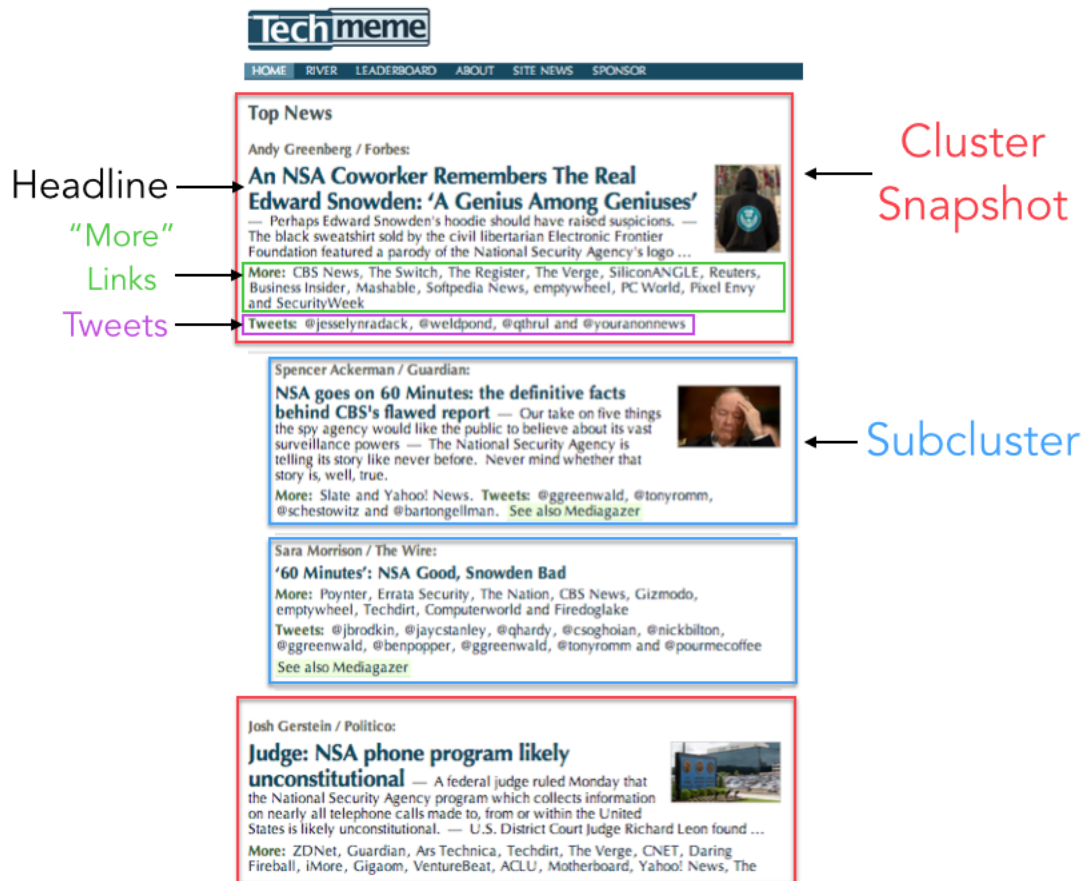 Techmeme
HOME RIVER LEADERBOARD ABOUT SITE NEWS SPONSOR
Top News
Andy Greenberg / Forbes:
An NSA Coworker Remembers The Real
Edward Snowden: ‘A Genius Among Geniuses’
— Perhaps Edward Snowden's hoodie should have raised suspicions. —
The black sweatshirt sold by the civil libertarian Electronic Frontier
Foundation featured a parody of the National Security Agency's logo ...
More: CBS News, The Switch, The Register, The Verge, SiliconANGLE, Reuters,
Business Insider, Mashable, Softpedia News, emptywheel, PC World, Pixel Envy
and SecurityWeek
Tweets: @jesselynradack, @weldpond, @qthrul and @youranonnews
Headline
“More”
Links
Tweets
Cluster
Snapshot
Spencer Ackerman / Guardian:
NSA goes on 60 Minutes: the definitive facts
behind CBS's flawed report — Our take on five things
the spy agency would like the public to believe about its vast
surveillance powers — The National Security Agency is
telling its story like never before. Never mind whether that
story is, well, true.
More: Slate and Yahoo! News. Tweets: @ggreenwald, @tonyromm,
@schestowitz and @bartongellman. See also Mediagazer
Subcluster
Sara Morrison / The Wire:
‘60 Minutes’: NSA Good, Snowden Bad
More: Poynter, Errata Security, The Nation, CBS News, Gizmodo,
emptywheel, Techdirt, Computerworld and Firedoglake
Tweets: @jbrodkin, @jaycstanley, @qhardy, @csoghoian, @nickbilton,
@ggreenwald, @benpopper, @ggreenwald, @tonyromm and @pourmecoffee
See also Mediagazer
Josh Gerstein / Politico:
Judge: NSA phone program likely
unconstitutional — A federal judge ruled Monday that
the National Security Agency program which collects information
on nearly all telephone calls made to, from or within the United
States is likely unconstitutional. — U.S. District Court Judge Richard Leon found ...
More: ZDNet, Guardian, Ars Technica, Techdirt, The Verge, CNET, Daring
Fireball, iMore, Gigaom, VentureBeat, ACLU, Motherboard, Yahoo! News, The